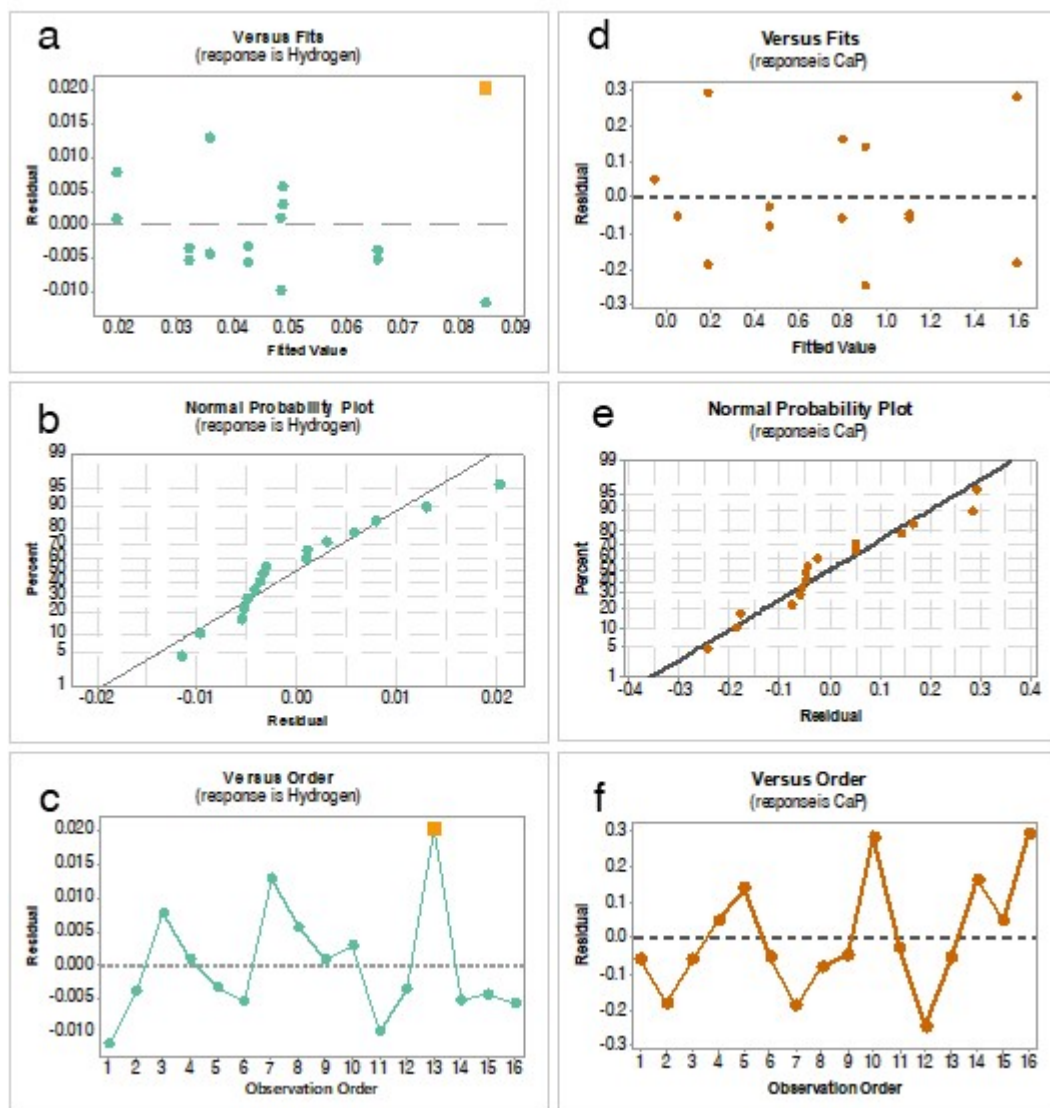 a
Versus Fits
(response is Hydrogen)
0.020
0.015
0.010
0.005
0.000
-0.005
-0.010
Residual
0.02 0.03 0.04 0.05 0.06 0.07 0.08 0.09
Fitted Value
d
Versus Fits
(responseis CaP)
0.3
0.2
0.1
0.0
-0.1
-0.2
-0.3
Residual
0.0 0.2 0.4 0.6 0.8 1.0 1.2 1.4 1.6
Fitted Value
b
Normal Probability Plot
(response is Hydrogen)
99
95
90
80
70
60
50
40
30
20
10
5
1
Percent
-0.02 -0.01 0.00 0.01 0.02
Residual
e
Normal Probability Plot
(responseis CaP)
99
95
90
80
70
60
50
40
30
20
10
5
1
Percent
-0.4 -0.3 -0.2 -0.1 0.0 0.1 0.2 0.3 0.4
Residual
c
Versus Order
(response is Hydrogen)
0.020
0.015
0.010
0.005
0.000
-0.005
-0.010
Residual
1 2 3 4 5 6 7 8 9 10 11 12 13 14 15 16
Observation Order
f
Versus Order
(responseis CaP)
0.3
0.2
0.1
0.0
-0.1
-0.2
-0.3
Residual
1 2 3 4 5 6 7 8 9 10 11 12 13 14 15 16
Observation Order